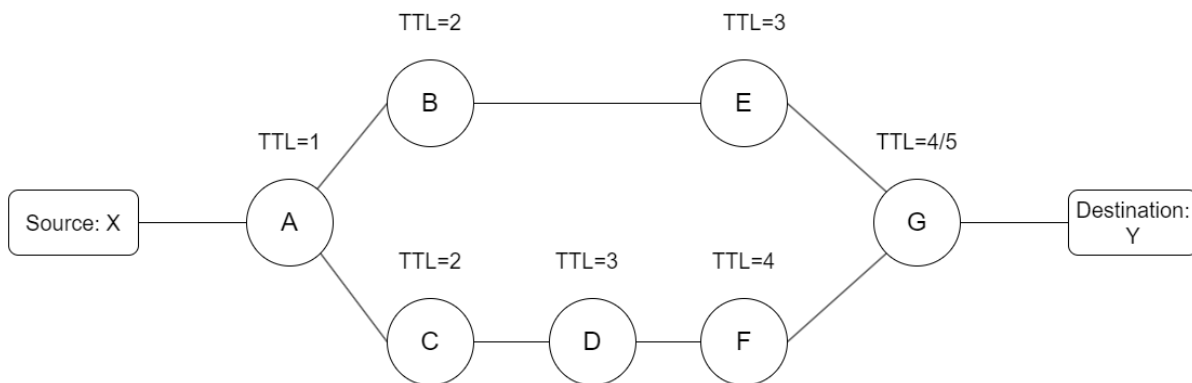 TTL=2
TTL=3
B
E
TTL=1
TTL=4/5
Source: X
A
G
Destination:
Y
TTL=2
TTL=3
TTL=4
C
D
F